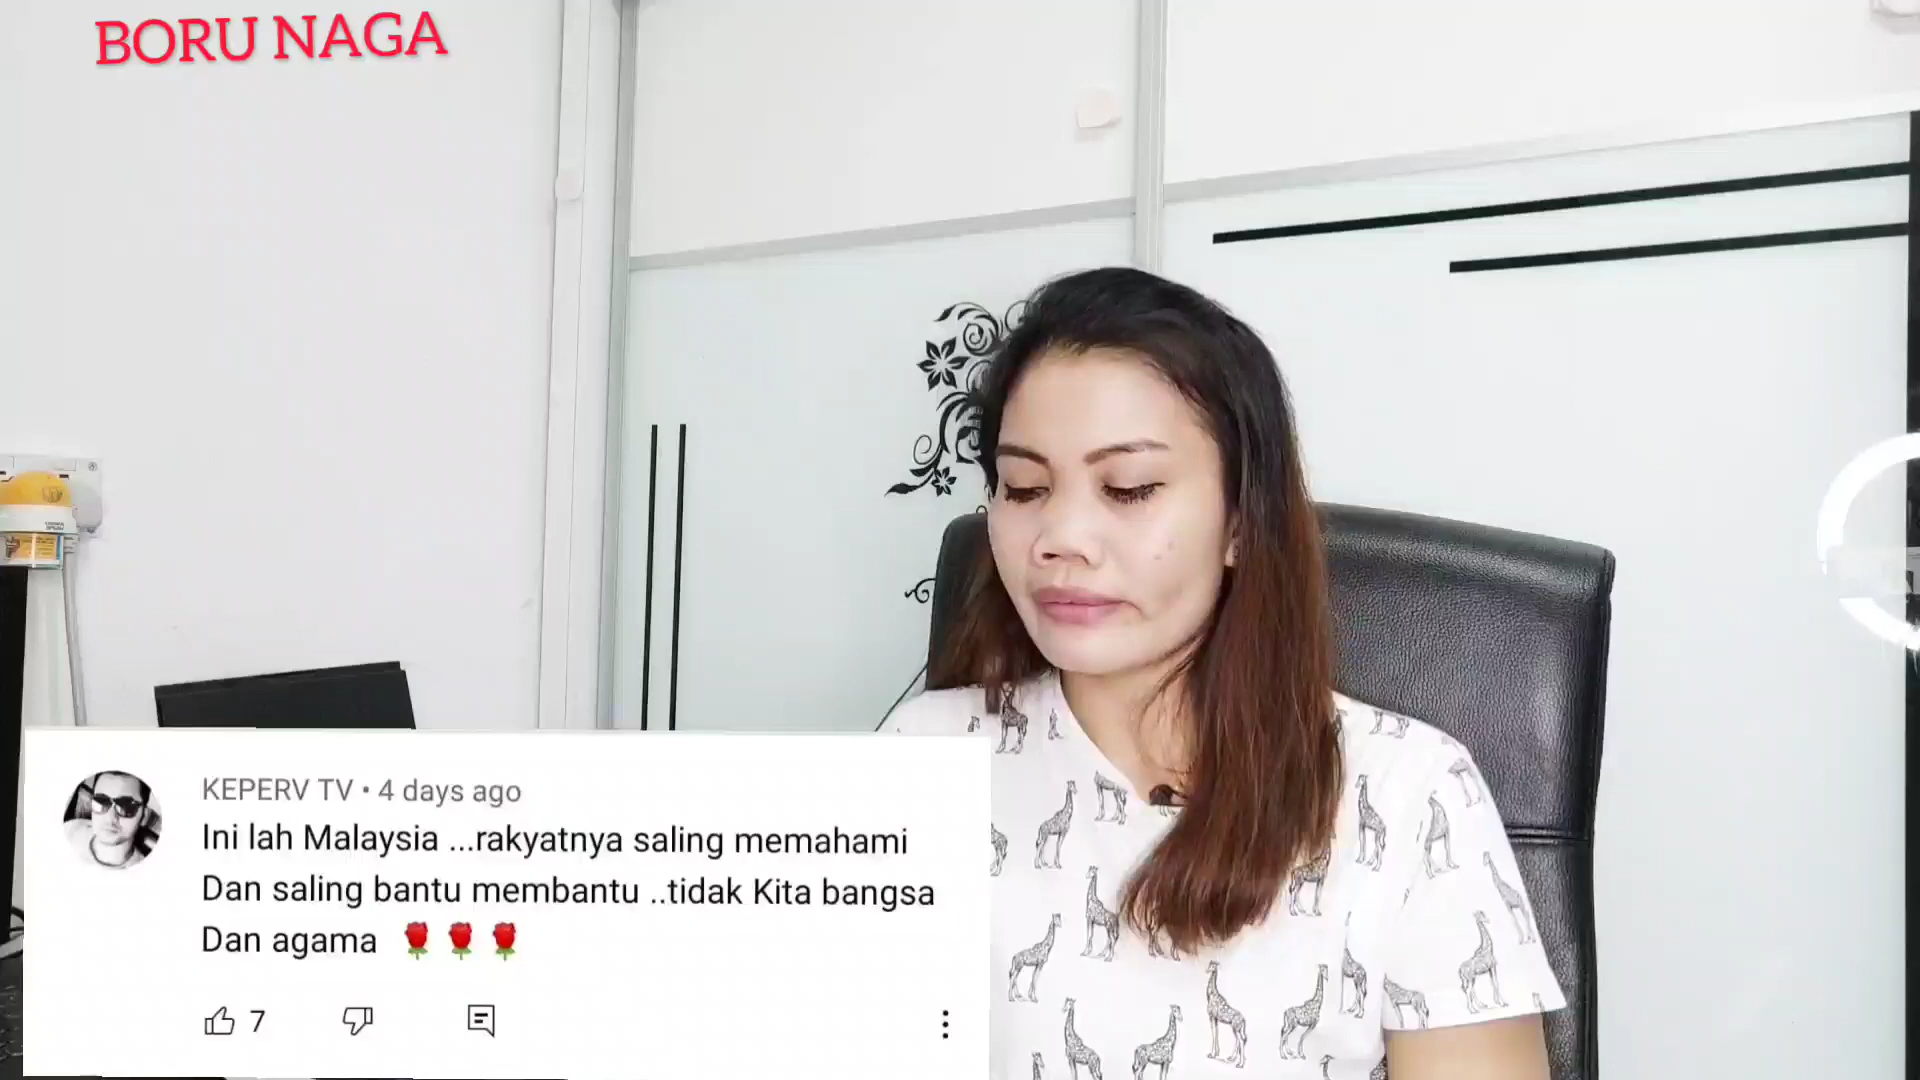 BORU NAGA
KEPERV TV • 4 days ago
Ini lah Malaysia ...rakyatnya saling memahami
Dan saling bantu membantu ..tidak Kita bangsa
Dan agama 🌹🌹🌹
7